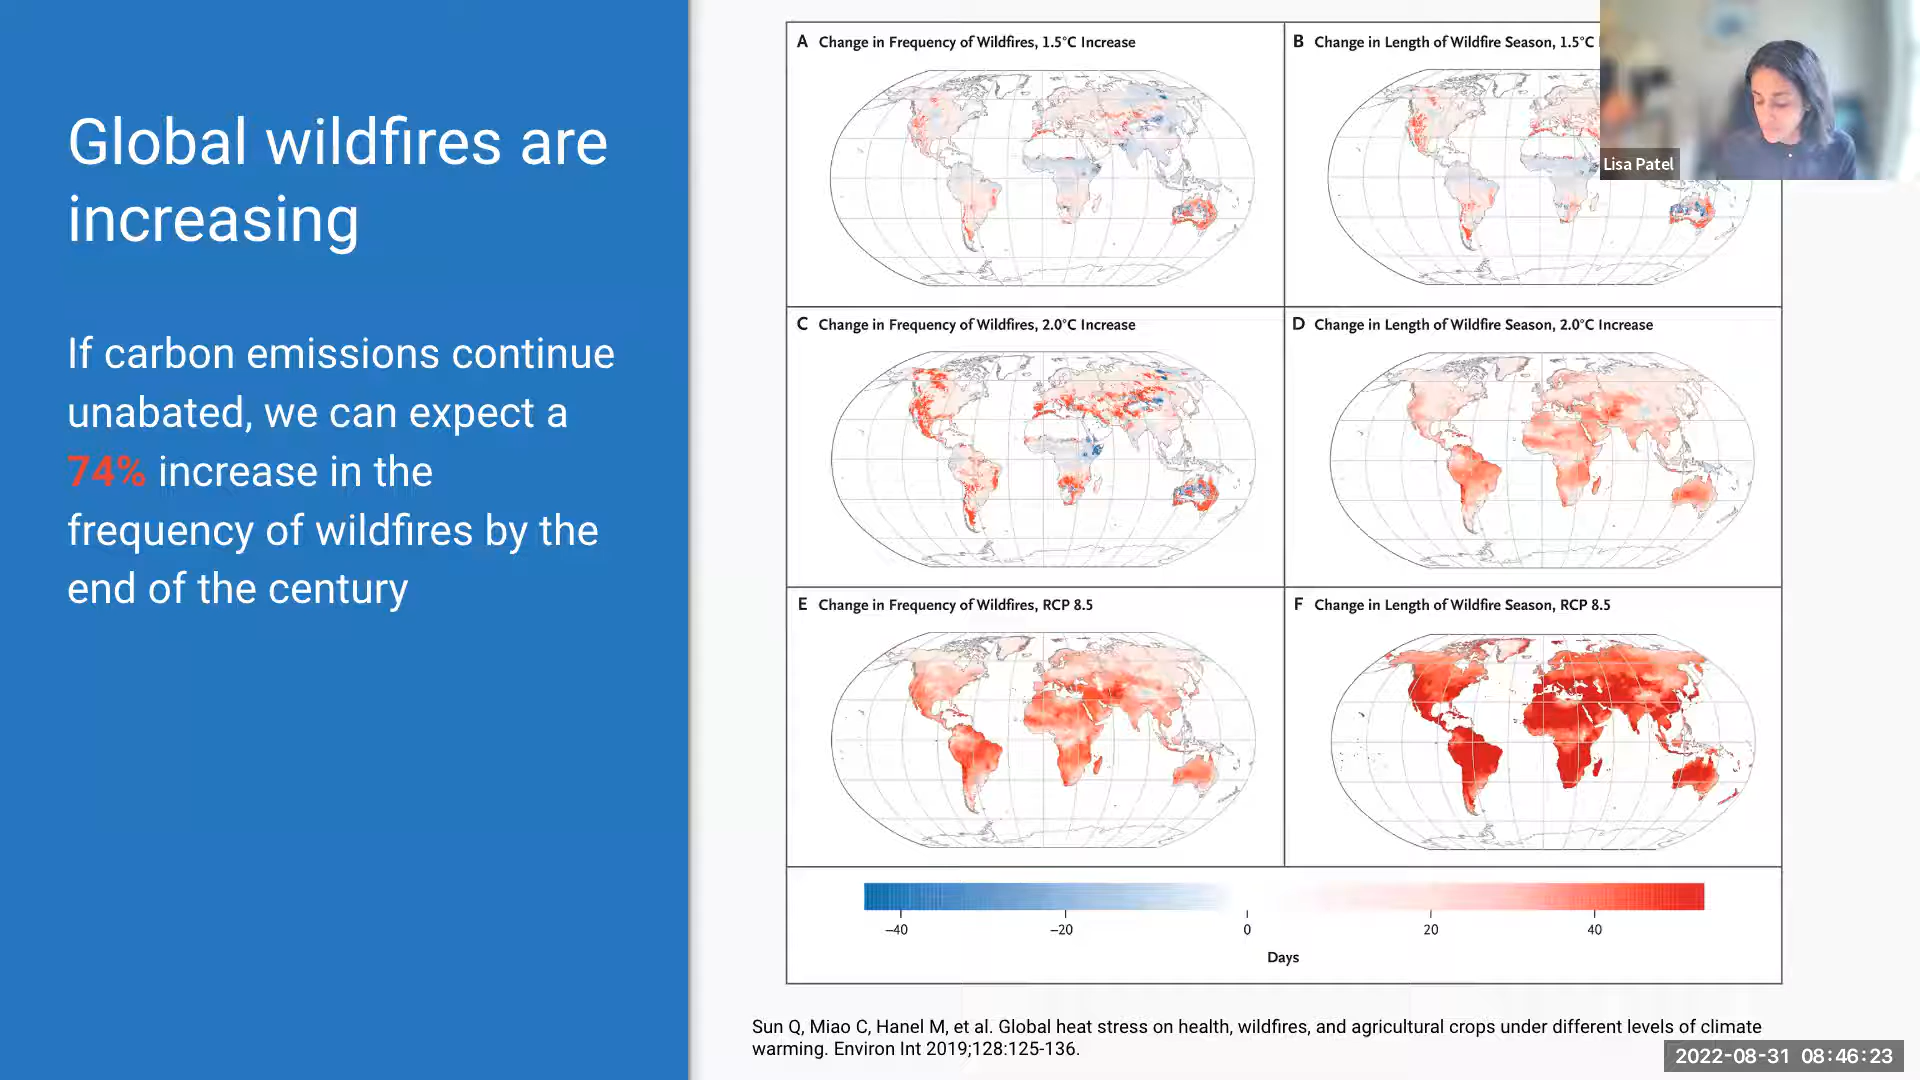 Global wildfires are
increasing
If carbon emissions continue
unabated, we can expect a
74% increase in the
frequency of wildfires by the
end of the century
A Change in Frequency of Wildfires, 1.5°C Increase
B Change in Length of Wildfire Season, 1.5°C
Lisa Patel
C Change in Frequency of Wildfires, 2.0°C Increase
D Change in Length of Wildfire Season, 2.0°C Increase
E Change in Frequency of Wildfires, RCP 8.5
F Change in Length of Wildfire Season, RCP 8.5
−40 −20 0 20 40
Days
Sun Q, Miao C, Hanel M, et al. Global heat stress on health, wildfires, and agricultural crops under different levels of climate
warming. Environ Int 2019;128:125-136.
2022-08-31 08:46:23